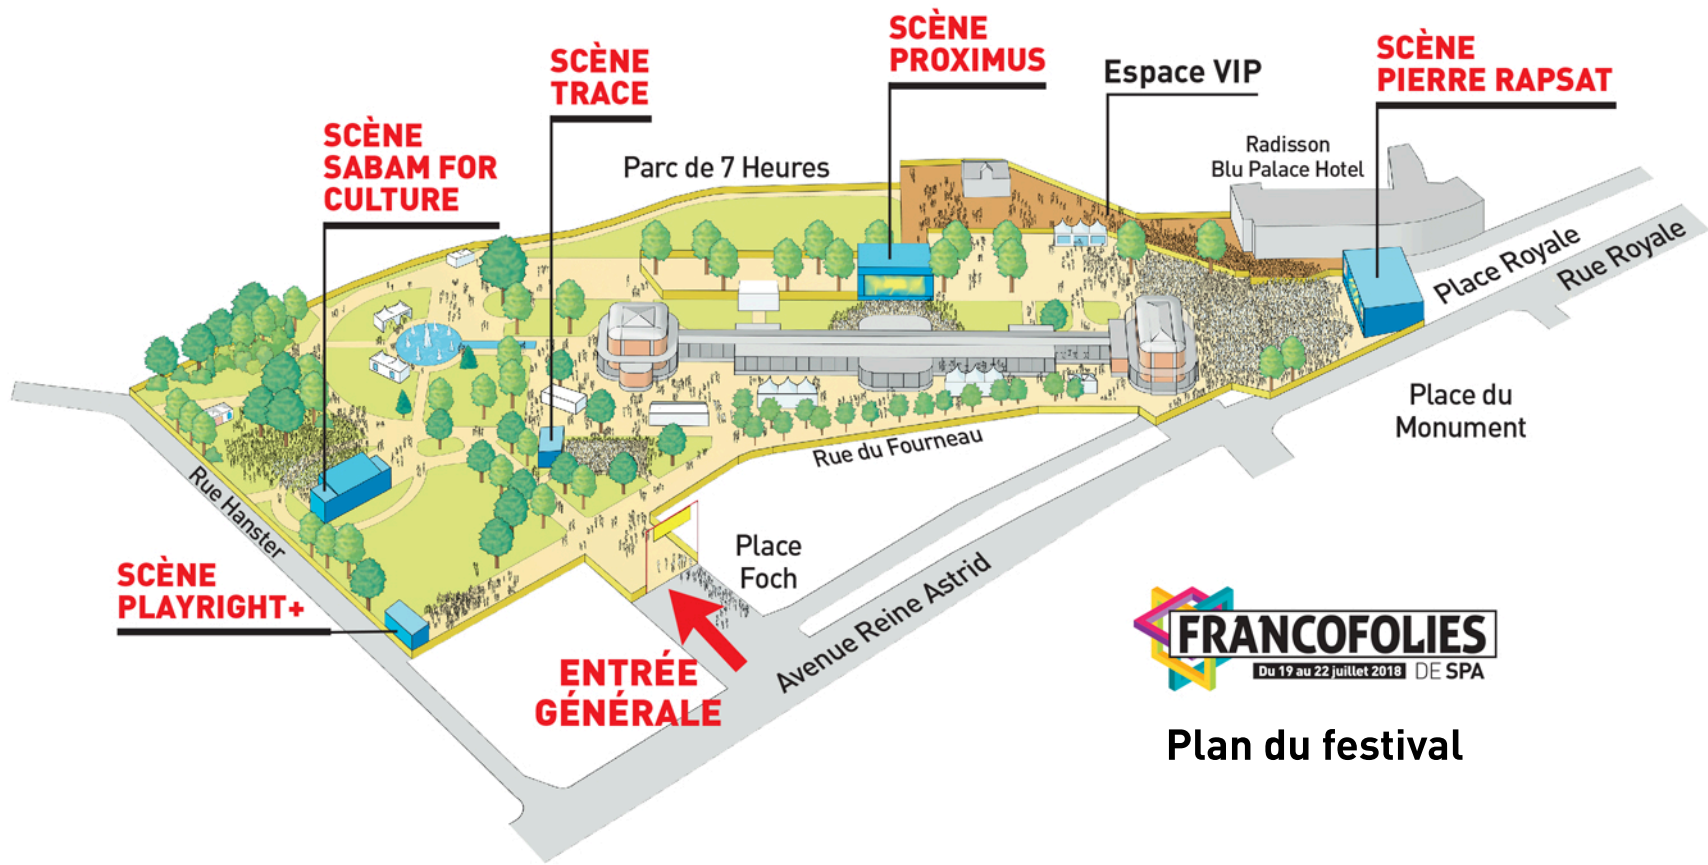 SCÈNE
PROXIMUS
SCÈNE
PIERRE RAPSAT
SCÈNE
TRACE
Espace VIP
SCÈNE
SABAM FOR
CULTURE
Parc de 7 Heures
Radisson
Blu Palace Hotel
Place Royale
Rue Royale
Place du
Monument
Rue du Fourneau
Rue Hanster
Place
Foch
Avenue Reine Astrid
SCÈNE
PLAYRIGHT+
ENTRÉE
GÉNÉRALE
FRANCOFOLIES
Du 19 au 22 juillet 2018 DE SPA
Plan du festival